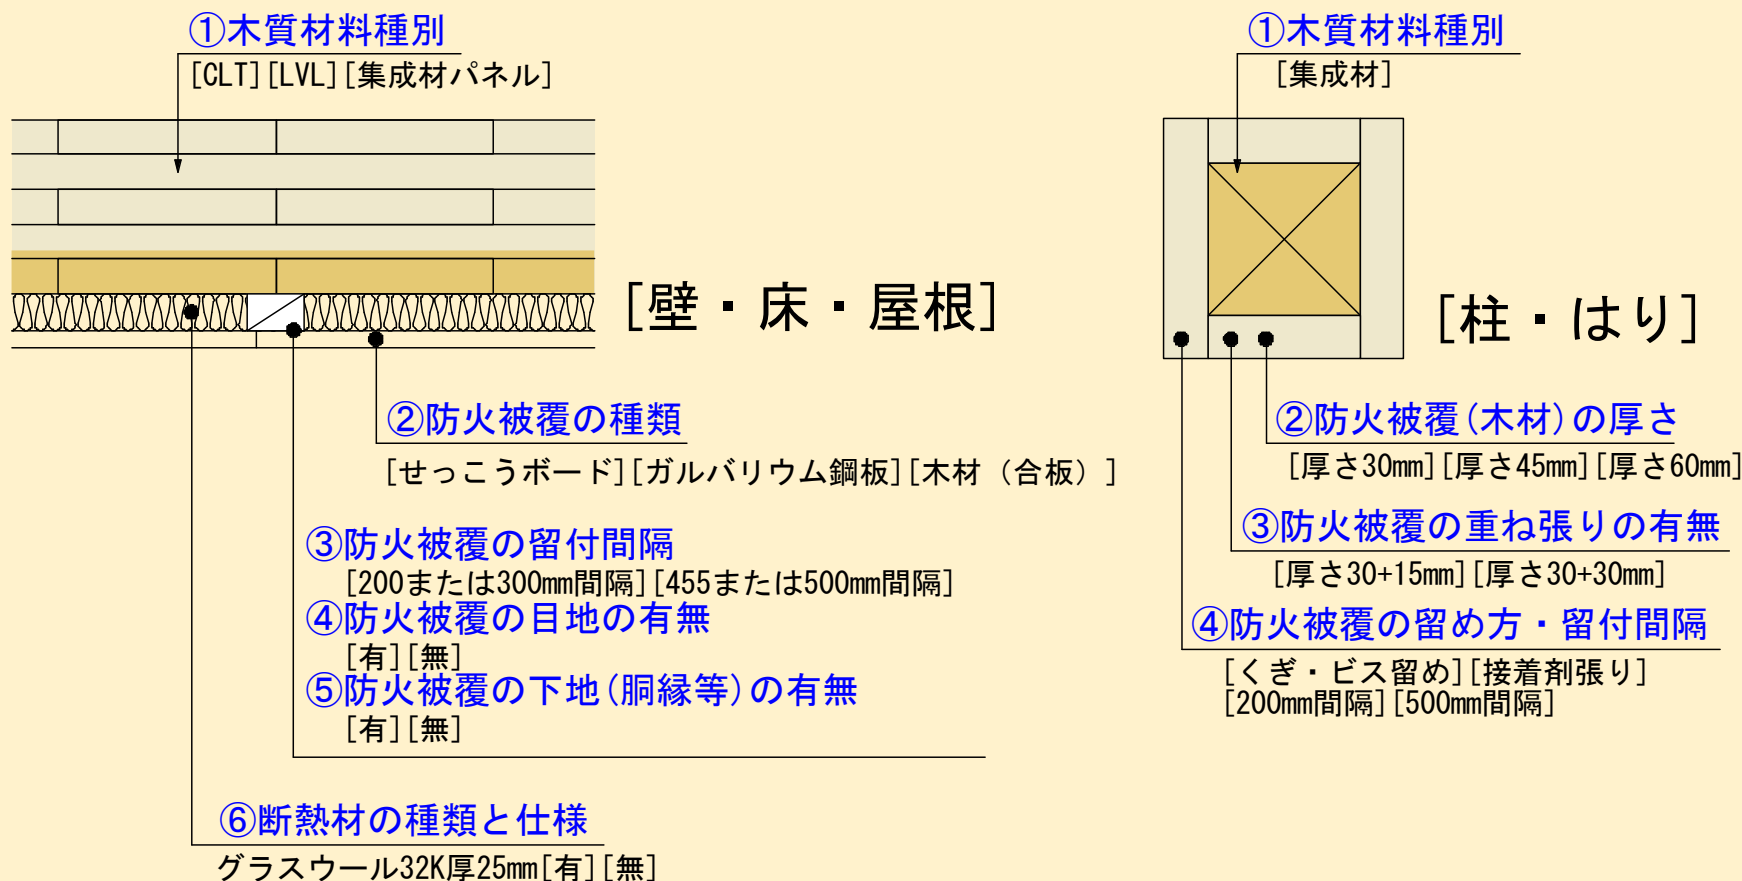 ①木質材料種別
[CLT][LVL][集成材パネル]
[壁・床・屋根]
②防火被覆の種類
[せっこうボード][ガルバリウム鋼板][木材（合板）]
③防火被覆の留付間隔
[200または300mm間隔][455または500mm間隔]
④防火被覆の目地の有無
[有][無]
⑤防火被覆の下地(胴縁等)の有無
[有][無]
⑥断熱材の種類と仕様
グラスウール32K厚25mm[有][無]
①木質材料種別
[集成材]
[柱・はり]
②防火被覆(木材)の厚さ
[厚さ30mm][厚さ45mm][厚さ60mm]
③防火被覆の重ね張りの有無
[厚さ30+15mm][厚さ30+30mm]
④防火被覆の留め方・留付間隔
[くぎ・ビス留め][接着剤張り]
[200mm間隔][500mm間隔]